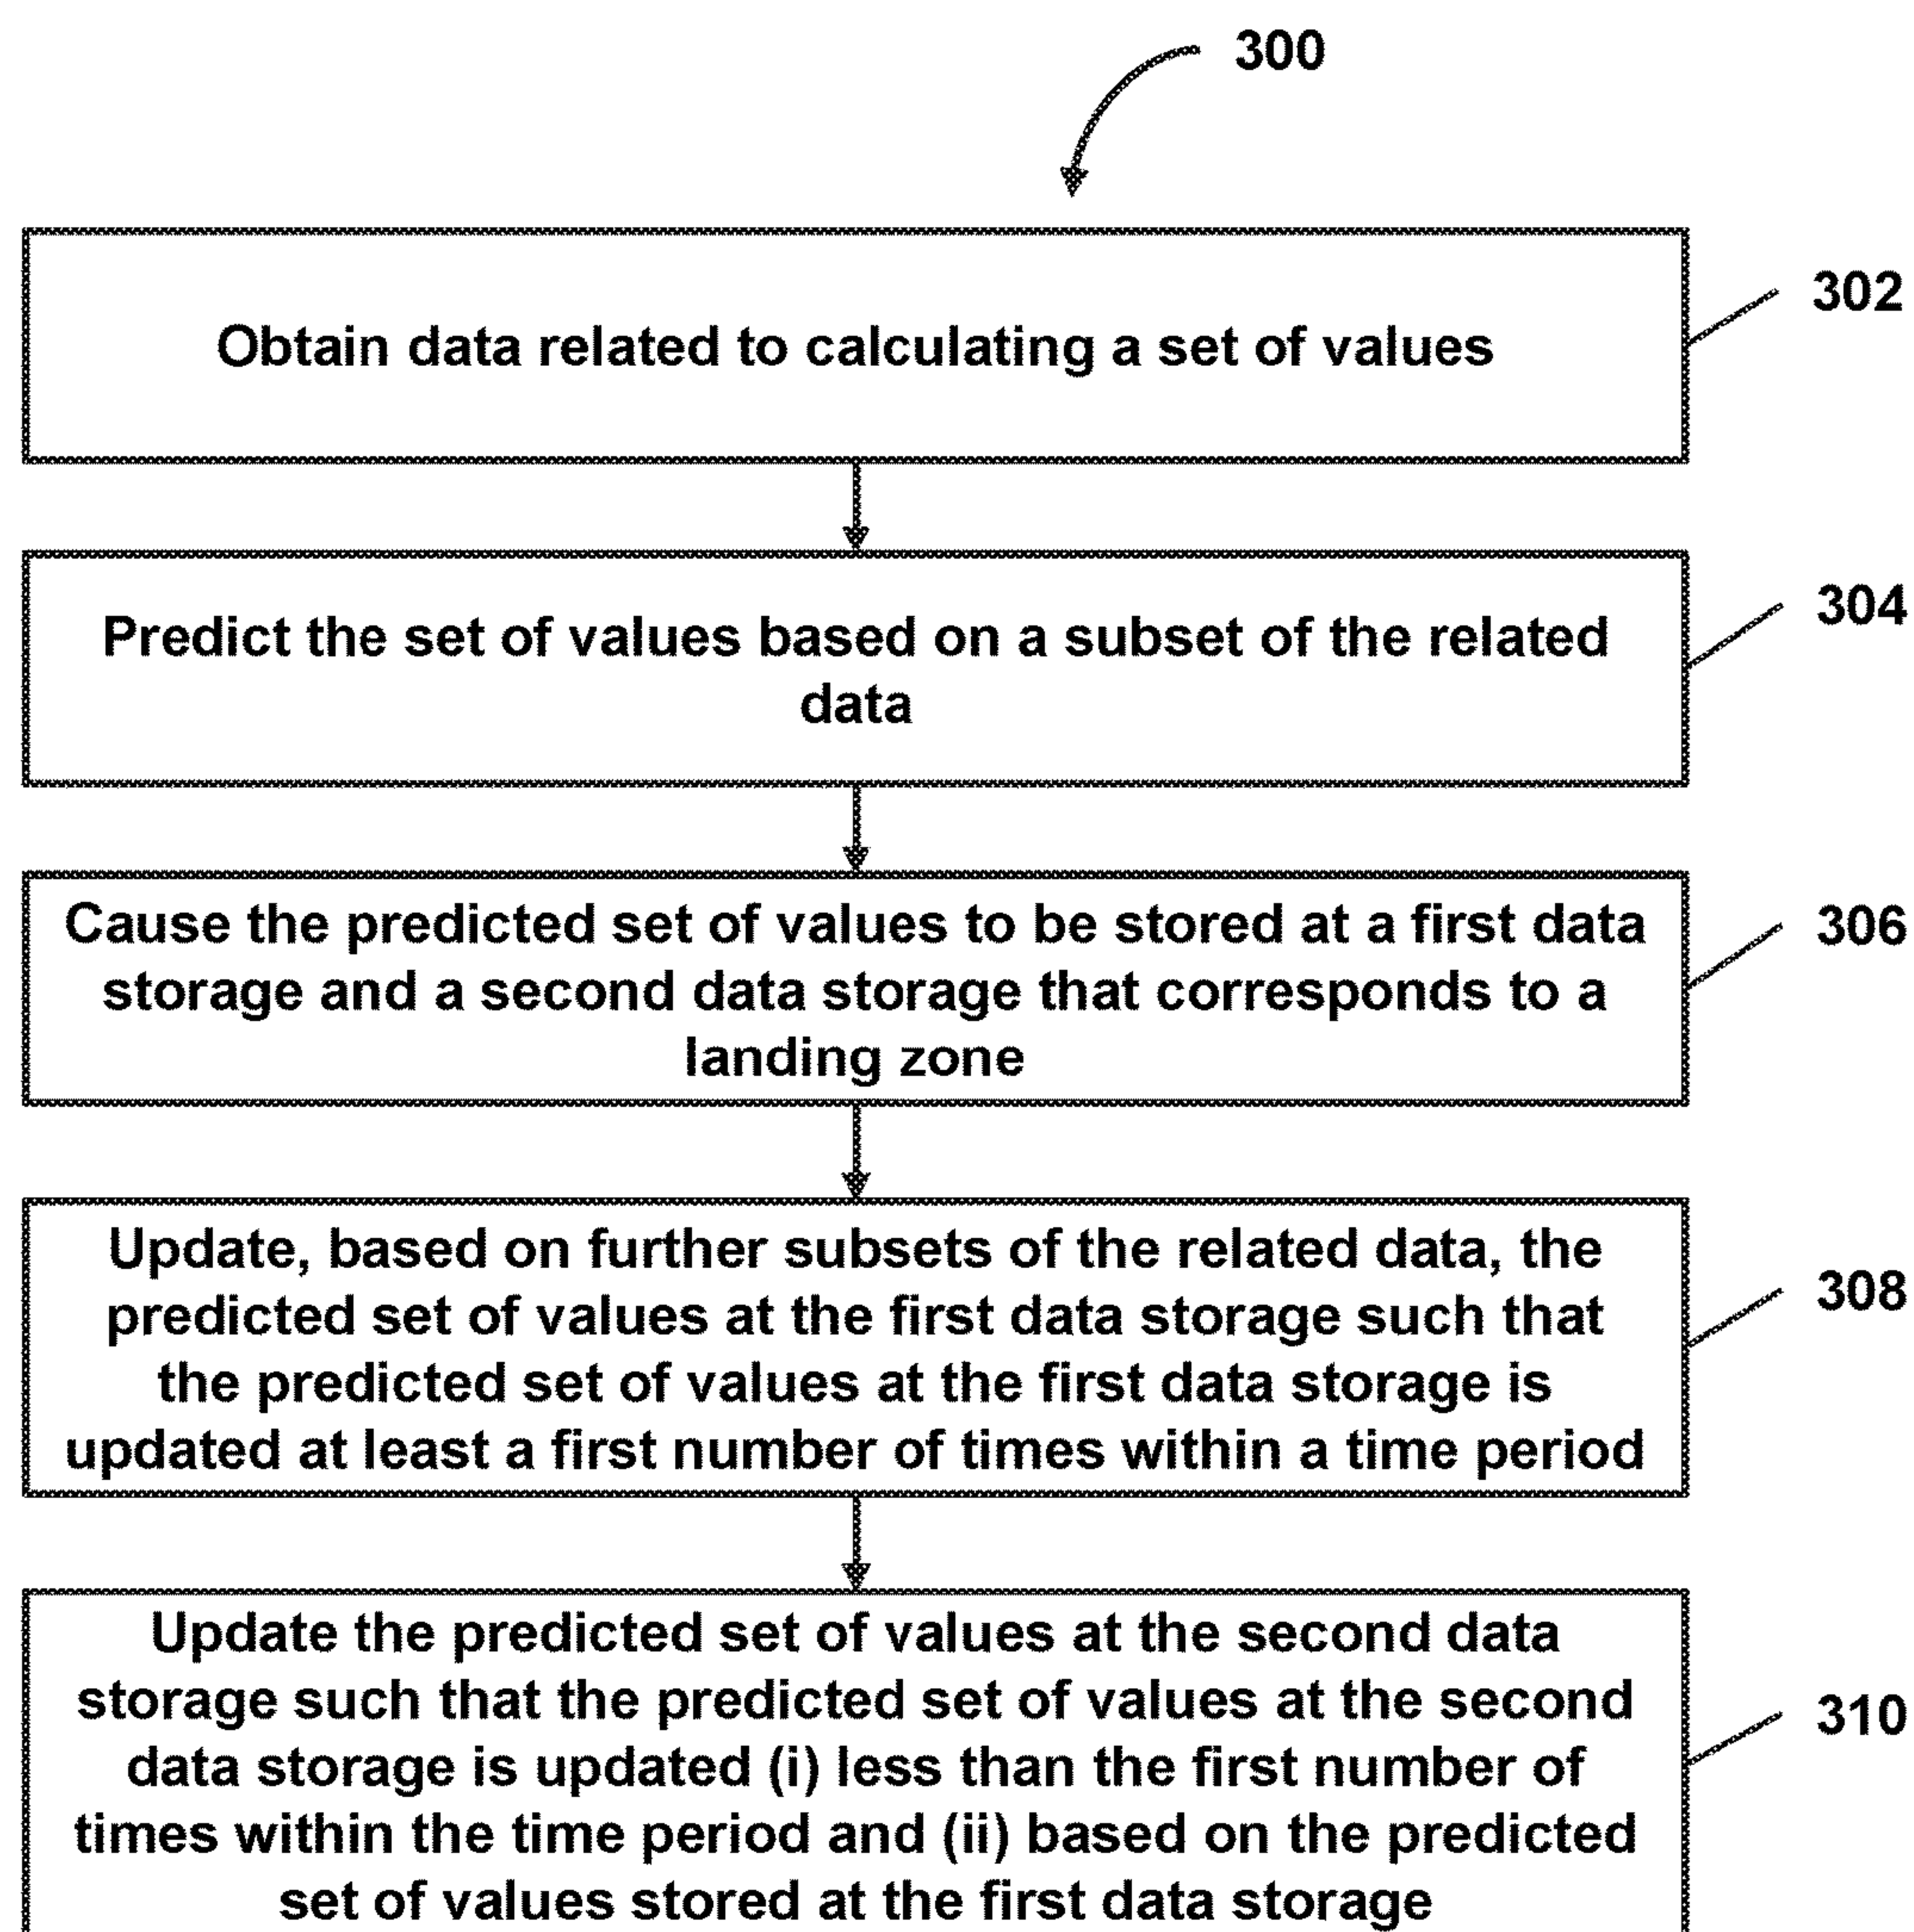 300
Obtain data related to calculating a set of values
302
Predict the set of values based on a subset of the related
data
304
Cause the predicted set of values to be stored at a first data
storage and a second data storage that corresponds to a
landing zone
306
Update, based on further subsets of the related data, the
predicted set of values at the first data storage such that
the predicted set of values at the first data storage is
updated at least a first number of times within a time period
308
Update the predicted set of values at the second data
storage such that the predicted set of values at the second
data storage is updated (i) less than the first number of
times within the time period and (ii) based on the predicted
set of values stored at the first data storage
310